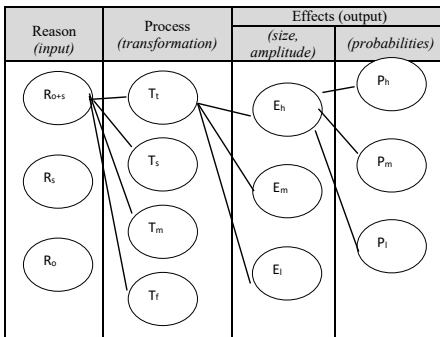 Reason
(input)
Process
(transformation)
Effects (output)
(size,
amplitude)
(probabilities)
Ro+s
Rs
Ro
Tt
Ts
Tm
Tf
Eh
Em
El
Ph
Pm
Pl